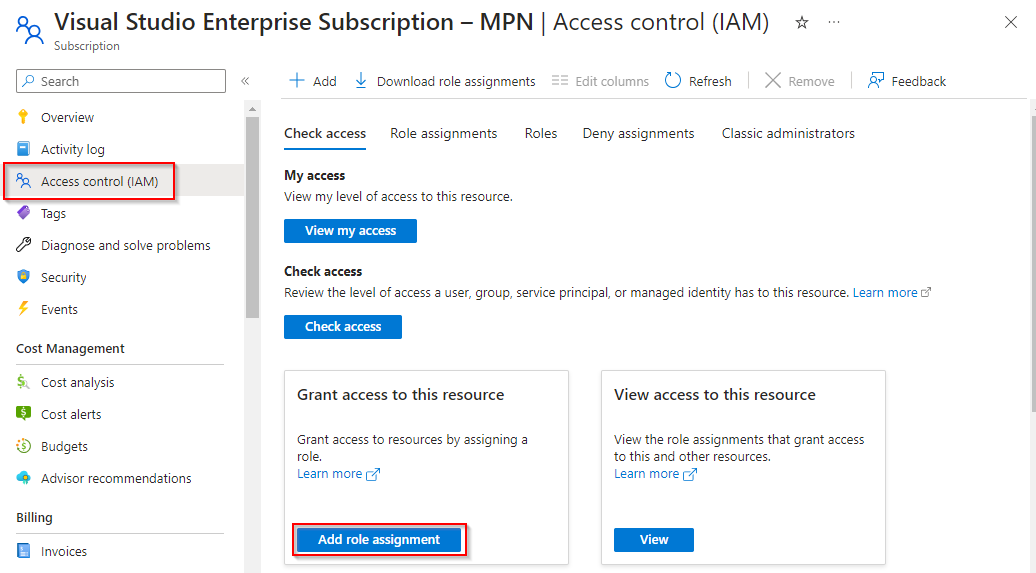 Visual Studio Enterprise Subscription – MPN | Access control (IAM)
Subscription
Search
Overview
Activity log
Access control (IAM)
Tags
Diagnose and solve problems
Security
Events
Cost Management
Cost analysis
Cost alerts
Budgets
Advisor recommendations
Billing
Invoices
Add
Download role assignments
Edit columns
Refresh
Remove
Feedback
Check access
Role assignments
Roles
Deny assignments
Classic administrators
My access
View my level of access to this resource.
View my access
Check access
Review the level of access a user, group, service principal, or managed identity has to this resource. Learn more
Check access
Grant access to this resource
Grant access to resources by assigning a
role.
Learn more
Add role assignment
View access to this resource
View the role assignments that grant access
to this and other resources.
Learn more
View